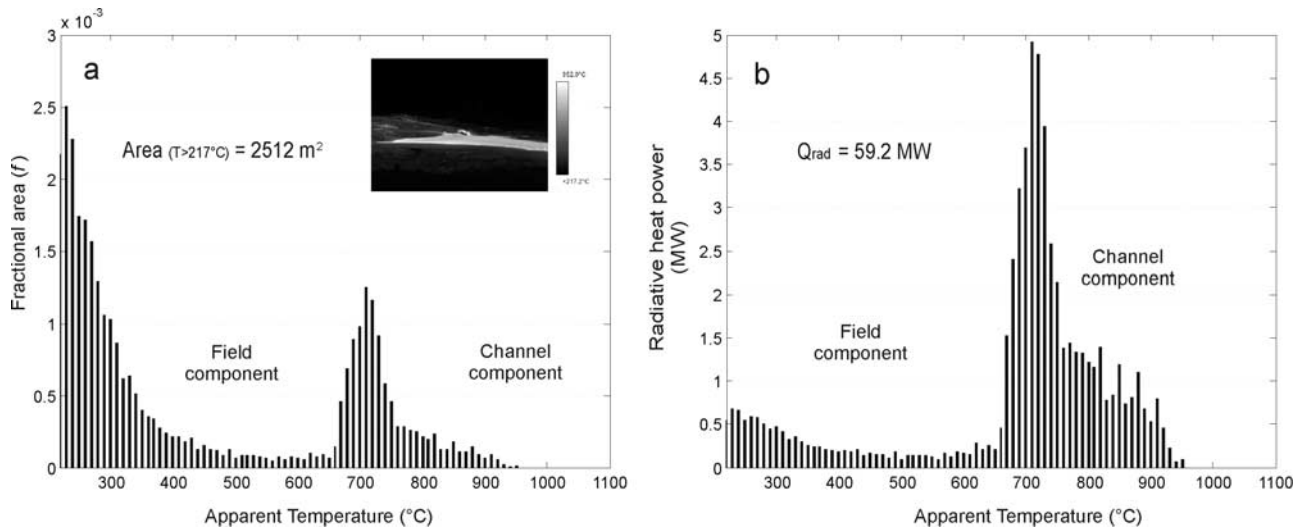 x 10⁻³
a
Area (T>217°C) = 2512 m²
Fractional area (f)
3
2.5
2
1.5
1
0.5
0
Field
component
Channel
component
300 400 500 600 700 800 900 1000 1100
Apparent Temperature (°C)
b
Qrad = 59.2 MW
Radiative heat power
(MW)
5
4.5
4
3.5
3
2.5
2
1.5
1
0.5
0
Field
component
Channel
component
300 400 500 600 700 800 900 1000 1100
Apparent Temperature (°C)